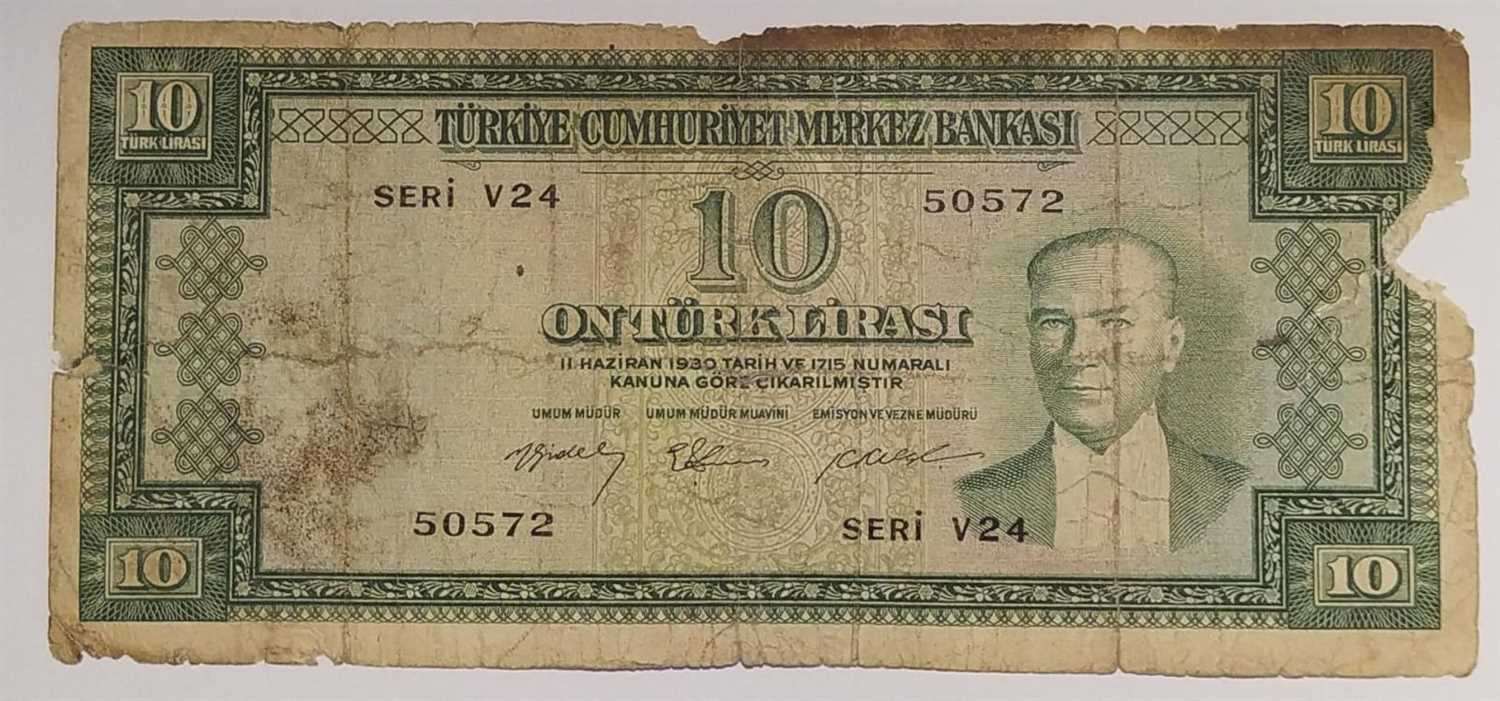 10 10
TÜRK LİRASI TÜRK LİRASI
TÜRKİYE CUMHURİYET MERKEZ BANKASI
SERİ V24 50572
10
ON TÜRK LİRASI
11 HAZİRAN 1930 TARİH VE 1715 NUMARALI
KANUNA GÖRE ÇIKARILMIŞTIR
UMUM MÜDÜR UMUM MÜDÜR MUAVİNİ EMİSYON VE VEZNE MÜDÜRÜ
50572 SERİ V24
10 10